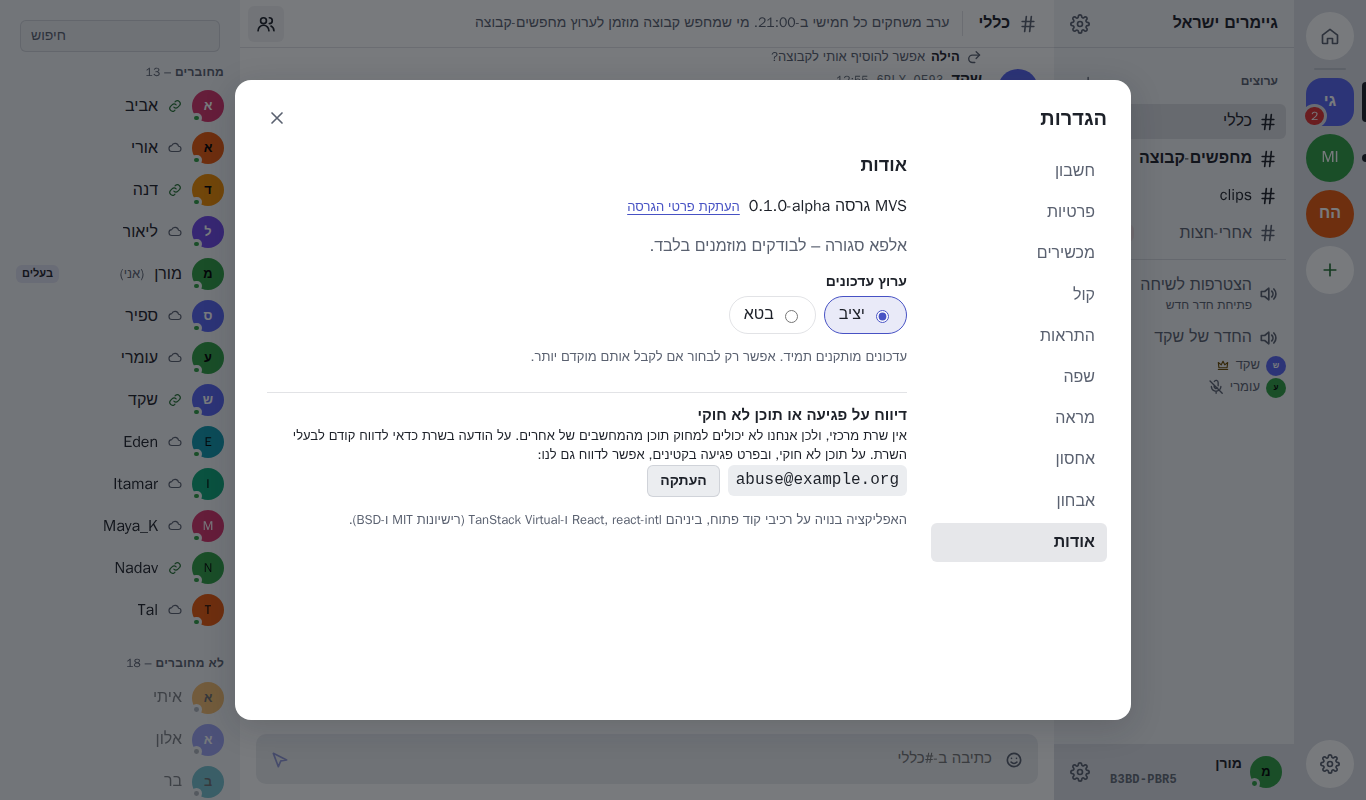 גיימרים ישראל
ערוצים
כללי
מחפשים-קבוצה
clips
אחרי-חצות
הצטרפות לשיחה
פתיחת חדר חדש
החדר של שקד
ש
שקד
ע
עומרי
גי
2
MI
הח
מ
מורן
B3BD-PBR5
כללי
ערב משחקים כל חמישי ב-21:00. מי שמחפש קבוצה מוזמן לערוץ מחפשים-קבוצה
הילה אפשר להוסיף אותי לקבוצה?
כתיבה ב-#כללי
הגדרות
חשבון
פרטיות
מכשירים
קול
התראות
שפה
מראה
אחסון
אבחון
אודות
אודות
MVS גרסה 0.1.0-alpha העתקת פרטי הגרסה
אלפא סגורה – לבודקים מוזמנים בלבד.
ערוץ עדכונים
יציב
בטא
עדכונים מותקנים תמיד. אפשר רק לבחור אם לקבל אותם מוקדם יותר.
דיווח על פגיעה או תוכן לא חוקי
אין שרת מרכזי, ולכן אנחנו לא יכולים למחוק תוכן מהמחשבים של אחרים. על הודעה בשרת כדאי לדווח קודם לבעלי
השרת. על תוכן לא חוקי, ובפרט פגיעה בקטינים, אפשר לדווח גם לנו:
abuse@example.org
העתקה
האפליקציה בנויה על רכיבי קוד פתוח, ביניהם React, react-intl ו-TanStack Virtual (רישיונות MIT ו-BSD).
חיפוש
מחוברים – 13
א
אביב
א
אורי
ד
דנה
ל
ליאור
מ
מורן (אני)
בעלים
ס
ספיר
ע
עומרי
ש
שקד
E
Eden
I
Itamar
M
Maya_K
N
Nadav
T
Tal
לא מחוברים – 18
א
איתי
א
אלון
ב
בר